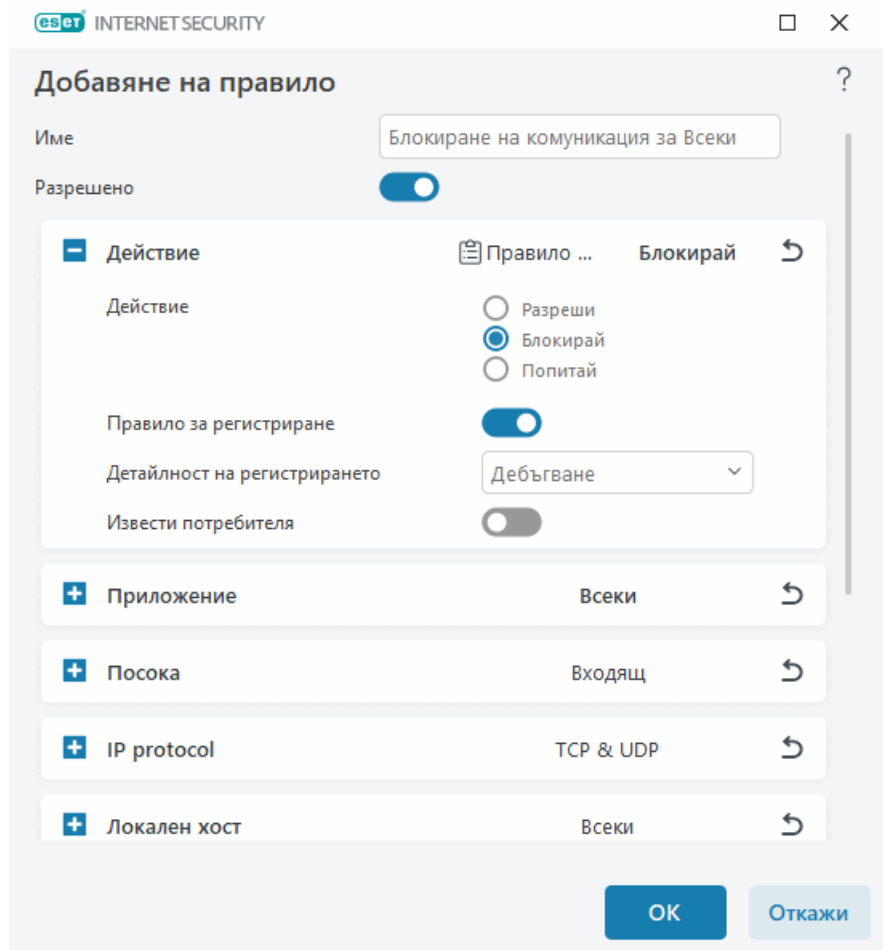 eset INTERNET SECURITY
Добавяне на правило
?
Име
Блокиране на комуникация за Всеки
Разрешено
Действие Правило ... Блокирай
Действие
Разреши
Блокирай
Попитай
Правило за регистриране
Детайлност на регистрирането Дебъгване
Извести потребителя
Приложение Всеки
Посока Входящ
IP protocol TCP & UDP
Локален хост Всеки
OK Откажи